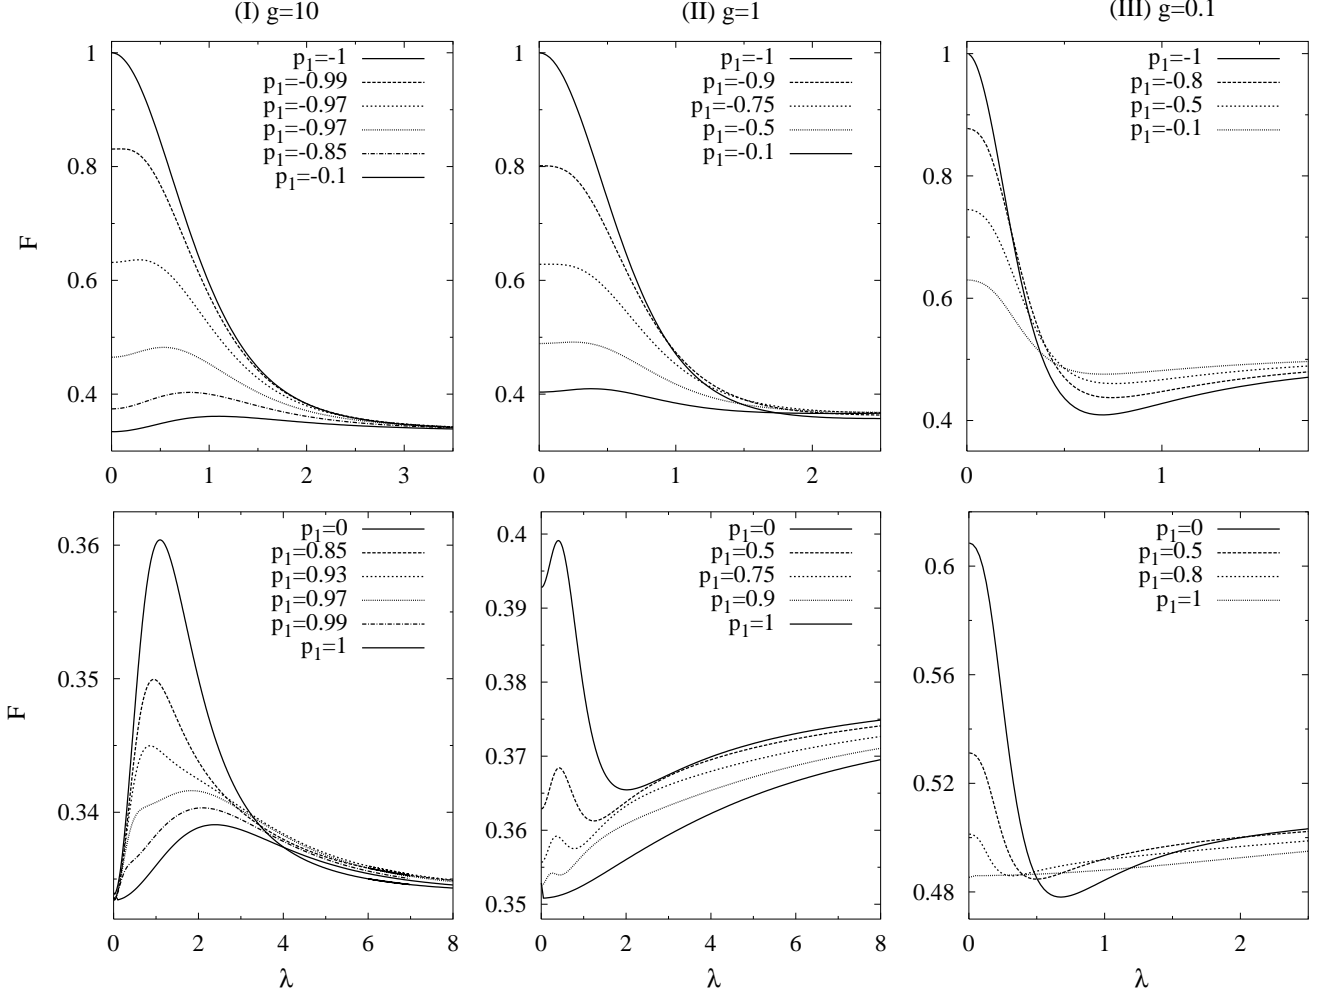 (I) g=10
(II) g=1
(III) g=0.1
F
1
0.8
0.6
0.4
0
1
2
3
p1=-1
p1=-0.99
p1=-0.97
p1=-0.97
p1=-0.85
p1=-0.1
1
0.8
0.6
0.4
0
1
2
p1=-1
p1=-0.9
p1=-0.75
p1=-0.5
p1=-0.1
1
0.8
0.6
0.4
0
1
p1=-1
p1=-0.8
p1=-0.5
p1=-0.1
F
0.36
0.35
0.34
0
2
4
6
8
λ
p1=0
p1=0.85
p1=0.93
p1=0.97
p1=0.99
p1=1
0.4
0.39
0.38
0.37
0.36
0.35
0
2
4
6
8
λ
p1=0
p1=0.5
p1=0.75
p1=0.9
p1=1
0.6
0.56
0.52
0.48
0
1
2
λ
p1=0
p1=0.5
p1=0.8
p1=1